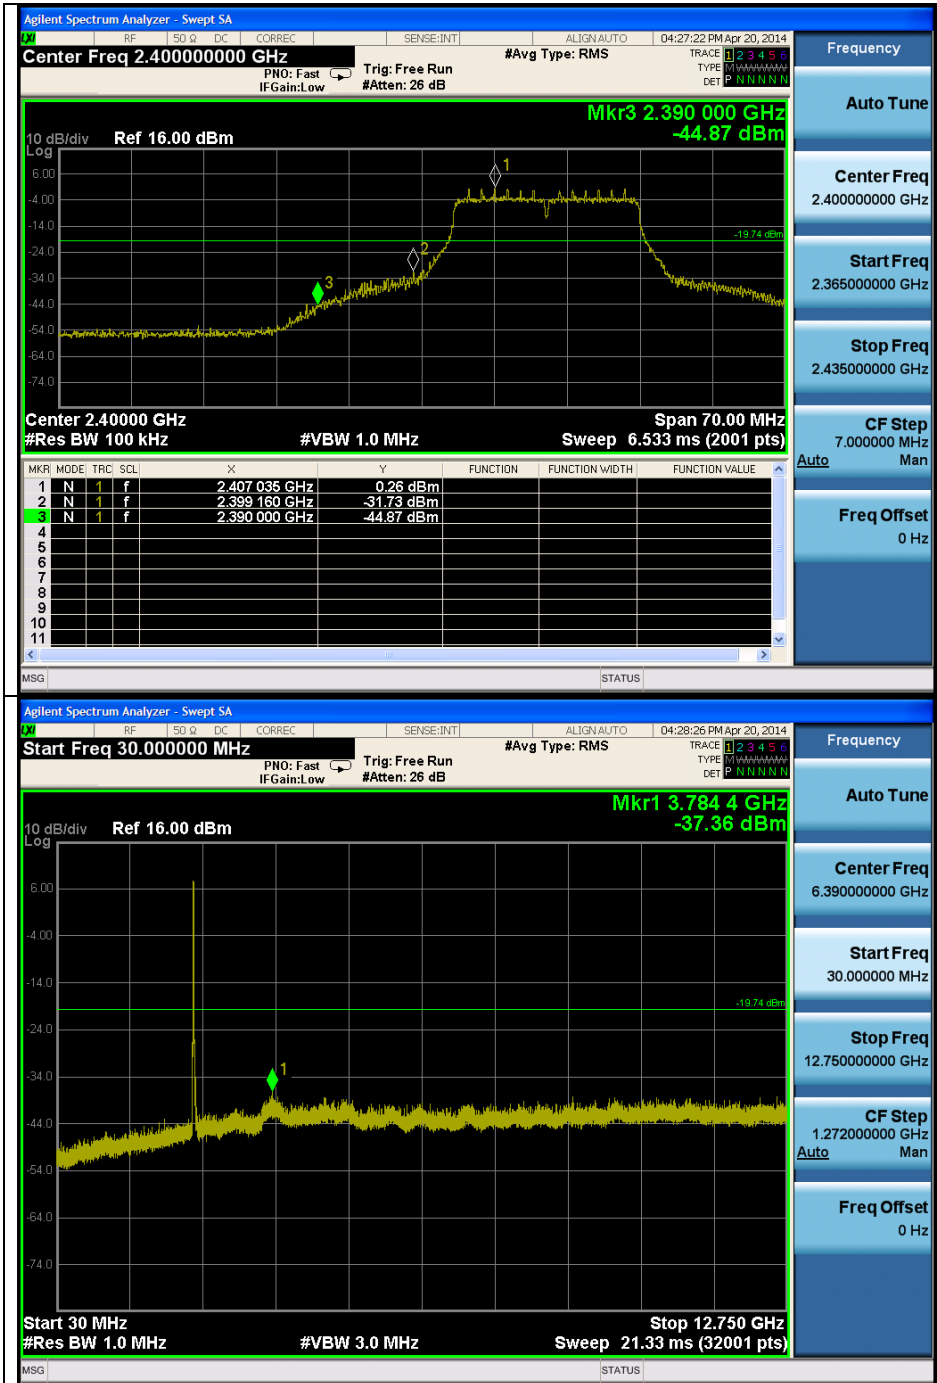 Agilent Spectrum Analyzer - Swept SA
LXI RF 50 Ω DC CORREC SENSE:INT ALIGN AUTO 04:27:22 PM Apr 20, 2014
Center Freq 2.400000000 GHz #Avg Type: RMS TRACE 1 2 3 4 5 6
PNO: Fast Trig: Free Run TYPE M WWWWW
IFGain:Low #Atten: 26 dB DET P N N N N N
Mkr3 2.390 000 GHz
-44.87 dBm
10 dB/div Ref 16.00 dBm
Log
1
6.00
-4.00
-14.0
-19.74 dBm
-24.0
2
-34.0
3
-44.0
-54.0
-64.0
-74.0
Center 2.40000 GHz Span 70.00 MHz
#Res BW 100 kHz #VBW 1.0 MHz Sweep 6.533 ms (2001 pts)
MKR MODE TRC SCL X Y FUNCTION FUNCTION WIDTH FUNCTION VALUE
1 N 1 f 2.407 035 GHz 0.26 dBm
2 N 1 f 2.399 160 GHz -31.73 dBm
3 N 1 f 2.390 000 GHz -44.87 dBm
4
5
6
7
8
9
10
11
MSG STATUS
Frequency
Auto Tune
Center Freq
2.400000000 GHz
Start Freq
2.365000000 GHz
Stop Freq
2.435000000 GHz
CF Step
7.000000 MHz
Auto Man
Freq Offset
0 Hz
Agilent Spectrum Analyzer - Swept SA
LXI RF 50 Ω DC CORREC SENSE:INT ALIGN AUTO 04:28:26 PM Apr 20, 2014
Start Freq 30.000000 MHz #Avg Type: RMS TRACE 1 2 3 4 5 6
PNO: Fast Trig: Free Run TYPE M WWWWW
IFGain:Low #Atten: 26 dB DET P N N N N N
Mkr1 3.784 4 GHz
-37.36 dBm
10 dB/div Ref 16.00 dBm
Log
6.00
-4.00
-14.0
-19.74 dBm
-24.0
1
-34.0
-44.0
-54.0
-64.0
-74.0
Start 30 MHz Stop 12.750 GHz
#Res BW 1.0 MHz #VBW 3.0 MHz Sweep 21.33 ms (32001 pts)
MSG STATUS
Frequency
Auto Tune
Center Freq
6.390000000 GHz
Start Freq
30.000000 MHz
Stop Freq
12.750000000 GHz
CF Step
1.272000000 GHz
Auto Man
Freq Offset
0 Hz